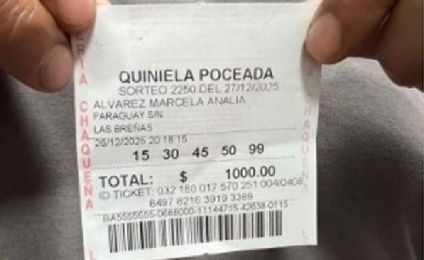 QUINIELA POCEADA
SORTEO 2250 DEL 27/12/2025
ALVAREZ MARCELA ANALIA
PARAGUAY S/N
LAS BREÑAS
26/12/2025 20:18:15
15 30 45 50 99
TOTAL: $ 1000.00
ID TICKET: 032 180 017 570 251 004/0408
8497 8216 3919 3389
CHAQUEÑA